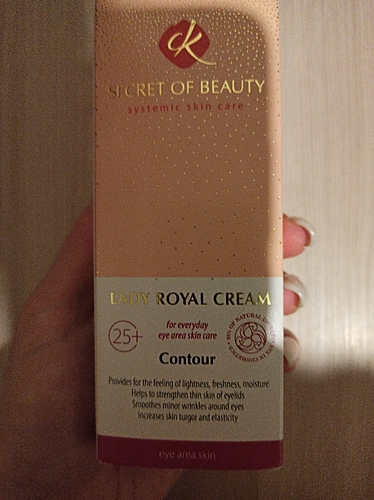 ck
SECRET OF BEAUTY
systemic skin care
LADY ROYAL CREAM
25+
for everyday
eye area skin care
Contour
Provides for the feeling of lightness, freshness, moisture
Helps to strengthen thin skin of eyelids
Smoothes minor wrinkles around eyes
Increases skin turgor and elasticity
eye area skin